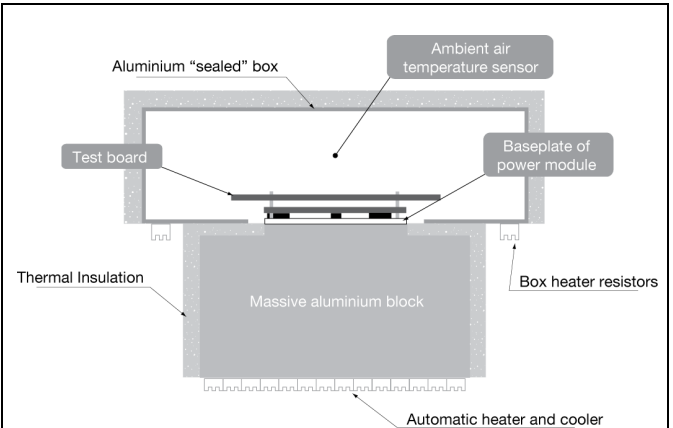 Ambient air
temperature sensor
Aluminium “sealed” box
Test board
Baseplate of
power module
Thermal Insulation
Box heater resistors
Massive aluminium block
Automatic heater and cooler